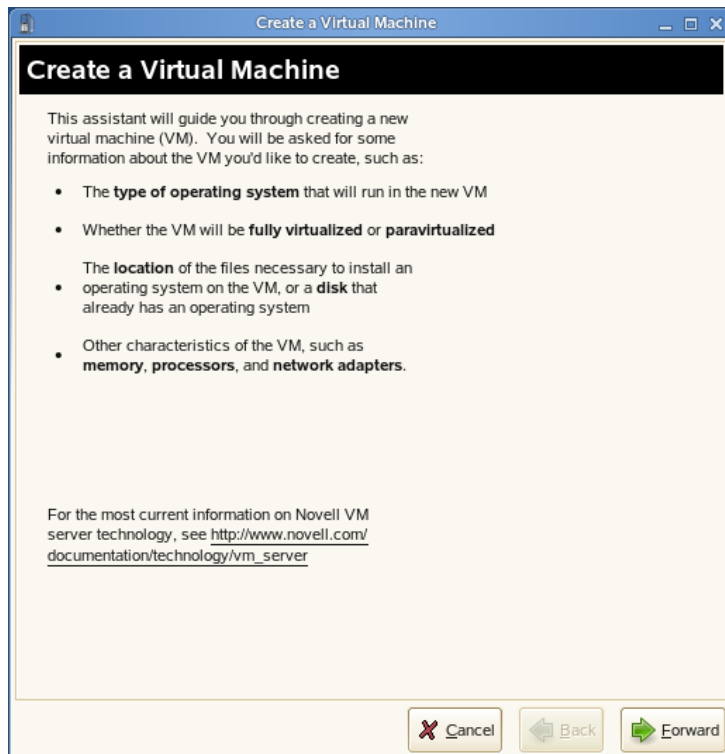 Create a Virtual Machine
Create a Virtual Machine
This assistant will guide you through creating a new
virtual machine (VM). You will be asked for some
information about the VM you'd like to create, such as:
• The type of operating system that will run in the new VM
• Whether the VM will be fully virtualized or paravirtualized
• The location of the files necessary to install an
operating system on the VM, or a disk that
already has an operating system
• Other characteristics of the VM, such as
memory, processors, and network adapters.
For the most current information on Novell VM
server technology, see http://www.novell.com/
documentation/technology/vm_server
Cancel
Back
Forward